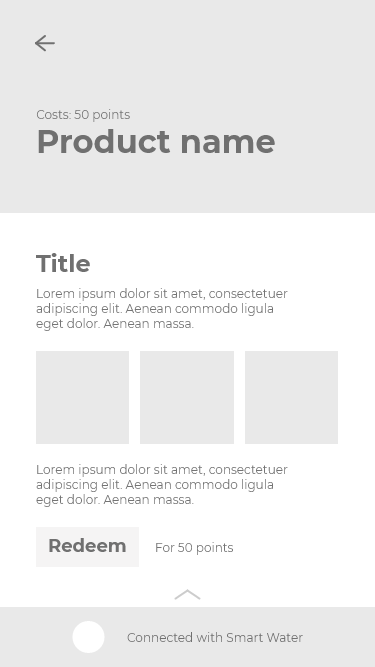 Costs: 50 points
Product name
Title
Lorem ipsum dolor sit amet, consectetuer
adipiscing elit. Aenean commodo ligula
eget dolor. Aenean massa.
Lorem ipsum dolor sit amet, consectetuer
adipiscing elit. Aenean commodo ligula
eget dolor. Aenean massa.
Redeem
For 50 points
Connected with Smart Water